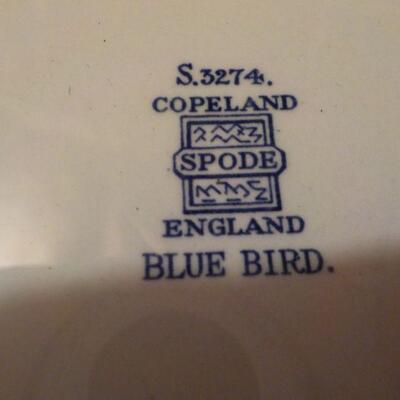 S.3274.
COPELAND
SPODE
ENGLAND
BLUE BIRD.